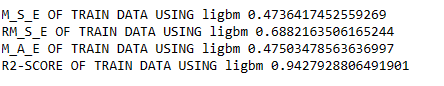 M_S_E OF TRAIN DATA USING ligbm 0.4736417452559269
RM_S_E OF TRAIN DATA USING ligbm 0.6882163506165244
M_A_E OF TRAIN DATA USING ligbm 0.47503478563636997
R2-SCORE OF TRAIN DATA USING ligbm 0.9427928806491901